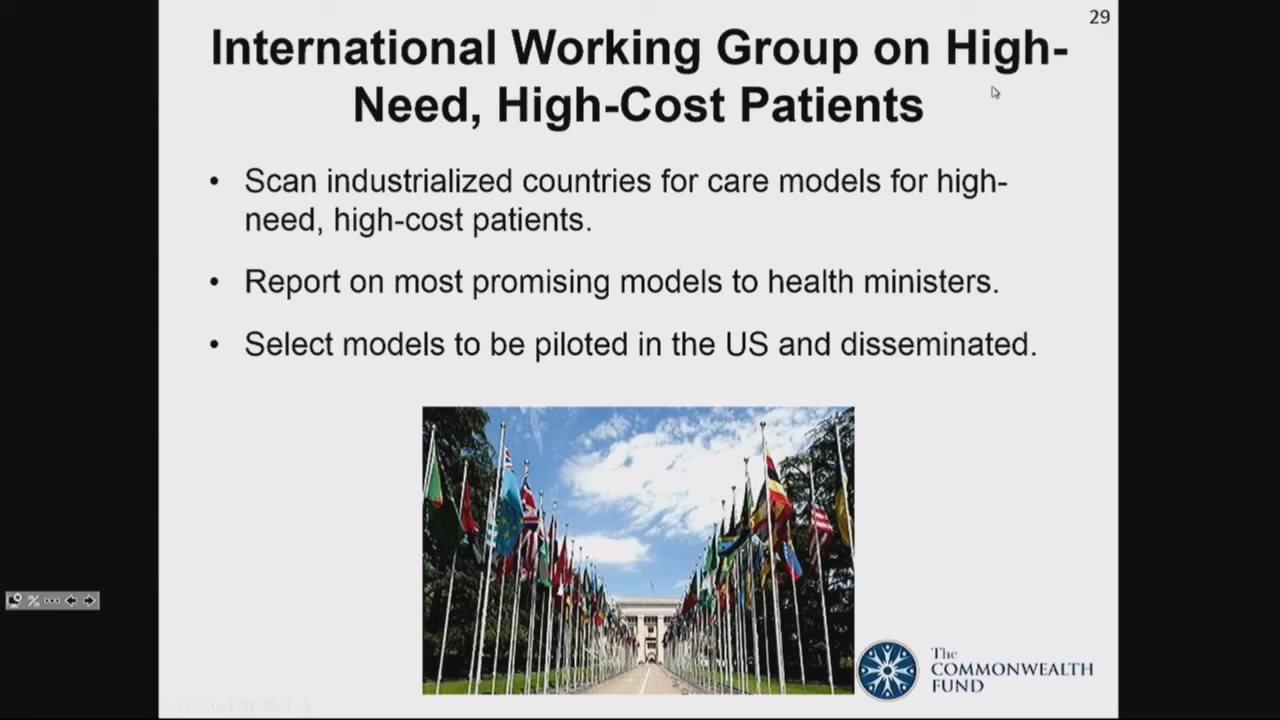 29
International Working Group on High-
Need, High-Cost Patients
• Scan industrialized countries for care models for high-
need, high-cost patients.
• Report on most promising models to health ministers.
• Select models to be piloted in the US and disseminated.
The
COMMONWEALTH
FUND